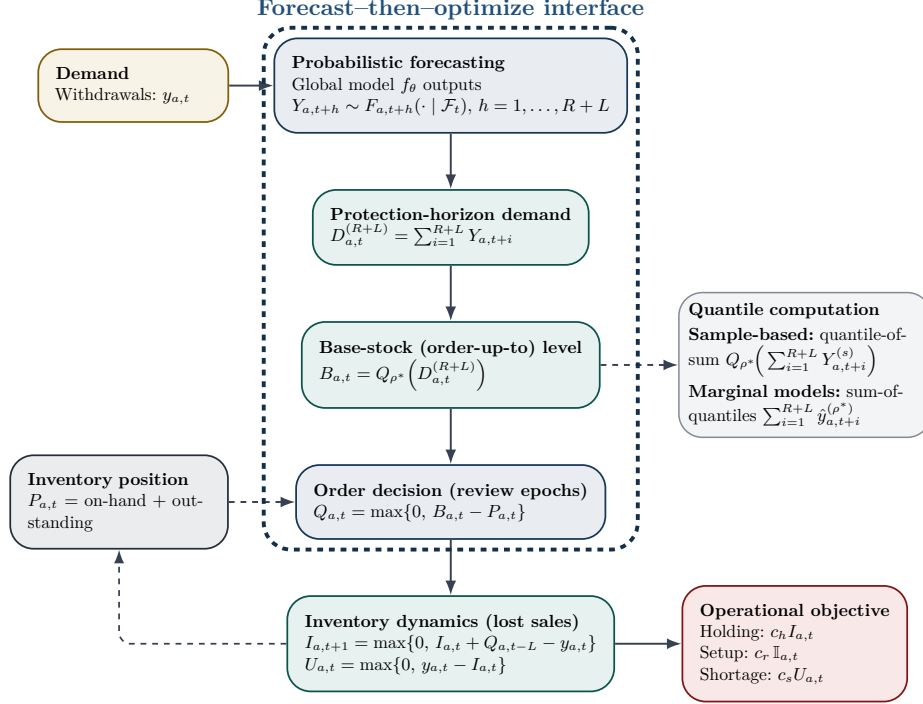 Forecast–then–optimize interface
Demand
Withdrawals: y_{a,t}
Probabilistic forecasting
Global model f_θ outputs
Y_{a,t+h} ∼ F_{a,t+h}(· | ℱ_t), h = 1, . . . , R + L
Protection-horizon demand
D_{a,t}^{(R+L)} = ∑_{i=1}^{R+L} Y_{a,t+i}
Base-stock (order-up-to) level
B_{a,t} = Q_{ρ*}(D_{a,t}^{(R+L)})
Quantile computation
Sample-based: quantile-of-
sum Q_{ρ*}(∑_{i=1}^{R+L} Y_{a,t+i}^{(s)})
Marginal models: sum-of-
quantiles ∑_{i=1}^{R+L} ŷ_{a,t+i}^{(ρ*)}
Inventory position
P_{a,t} = on-hand + out-
standing
Order decision (review epochs)
Q_{a,t} = max{0, B_{a,t} − P_{a,t}}
Inventory dynamics (lost sales)
I_{a,t+1} = max{0, I_{a,t} + Q_{a,t−L} − y_{a,t}}
U_{a,t} = max{0, y_{a,t} − I_{a,t}}
Operational objective
Holding: c_h I_{a,t}
Setup: c_r 𝕀_{a,t}
Shortage: c_s U_{a,t}